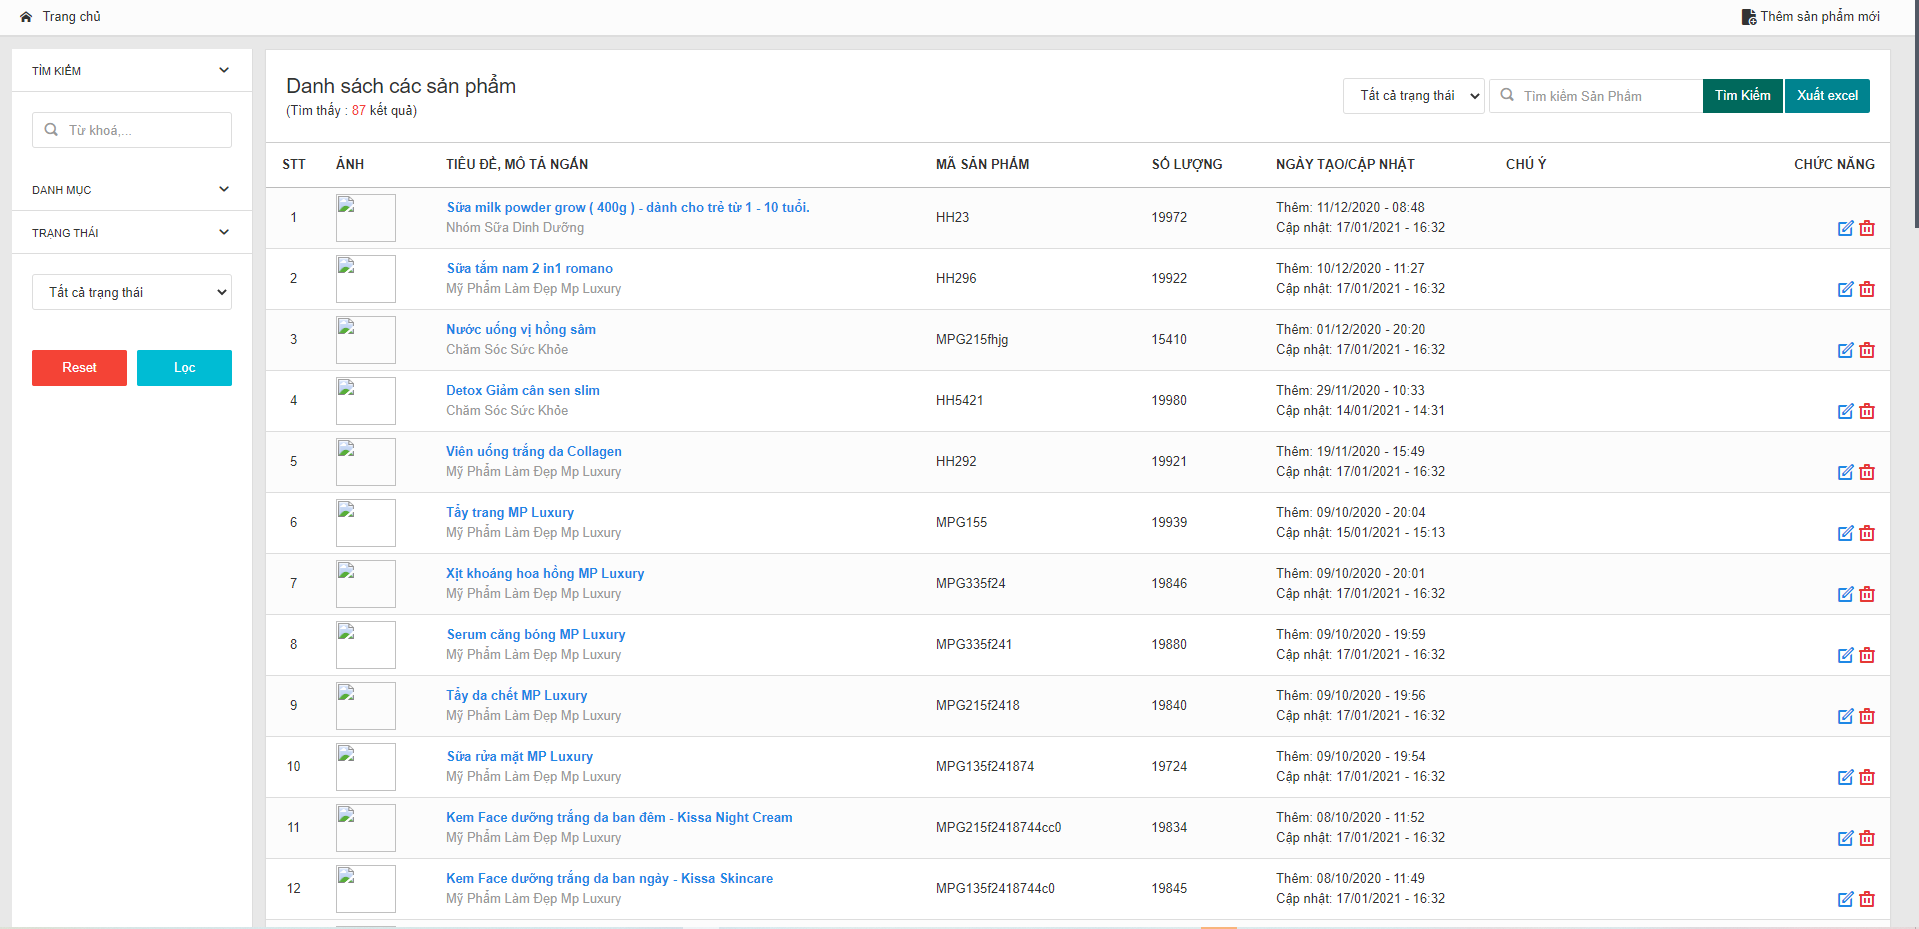 Trang chủ
Thêm sản phẩm mới
TÌM KIẾM
Từ khoá,...
DANH MỤC
TRẠNG THÁI
Tất cả trạng thái
Reset
Lọc
Danh sách các sản phẩm
(Tìm thấy : 87 kết quả)
Tất cả trạng thái
Tìm kiếm Sản Phẩm
Tìm Kiếm
Xuất excel
STT ẢNH TIÊU ĐỀ, MÔ TẢ NGẮN MÃ SẢN PHẨM SỐ LƯỢNG NGÀY TẠO/CẬP NHẬT CHÚ Ý CHỨC NĂNG
1 Sữa milk powder grow ( 400g ) - dành cho trẻ từ 1 - 10 tuổi. HH23 19972 Thêm: 11/12/2020 - 08:48
Nhóm Sữa Dinh Dưỡng Cập nhật: 17/01/2021 - 16:32
2 Sữa tắm nam 2 in1 romano HH296 19922 Thêm: 10/12/2020 - 11:27
Mỹ Phẩm Làm Đẹp Mp Luxury Cập nhật: 17/01/2021 - 16:32
3 Nước uống vị hồng sâm MPG215fhjg 15410 Thêm: 01/12/2020 - 20:20
Chăm Sóc Sức Khỏe Cập nhật: 17/01/2021 - 16:32
4 Detox Giảm cân sen slim HH5421 19980 Thêm: 29/11/2020 - 10:33
Chăm Sóc Sức Khỏe Cập nhật: 14/01/2021 - 14:31
5 Viên uống trắng da Collagen HH292 19921 Thêm: 19/11/2020 - 15:49
Mỹ Phẩm Làm Đẹp Mp Luxury Cập nhật: 17/01/2021 - 16:32
6 Tẩy trang MP Luxury MPG155 19939 Thêm: 09/10/2020 - 20:04
Mỹ Phẩm Làm Đẹp Mp Luxury Cập nhật: 15/01/2021 - 15:13
7 Xịt khoáng hoa hồng MP Luxury MPG335f24 19846 Thêm: 09/10/2020 - 20:01
Mỹ Phẩm Làm Đẹp Mp Luxury Cập nhật: 17/01/2021 - 16:32
8 Serum căng bóng MP Luxury MPG335f241 19880 Thêm: 09/10/2020 - 19:59
Mỹ Phẩm Làm Đẹp Mp Luxury Cập nhật: 17/01/2021 - 16:32
9 Tẩy da chết MP Luxury MPG215f2418 19840 Thêm: 09/10/2020 - 19:56
Mỹ Phẩm Làm Đẹp Mp Luxury Cập nhật: 17/01/2021 - 16:32
10 Sữa rửa mặt MP Luxury MPG135f241874 19724 Thêm: 09/10/2020 - 19:54
Mỹ Phẩm Làm Đẹp Mp Luxury Cập nhật: 17/01/2021 - 16:32
11 Kem Face dưỡng trắng da ban đêm - Kissa Night Cream MPG215f2418744cc0 19834 Thêm: 08/10/2020 - 11:52
Mỹ Phẩm Làm Đẹp Mp Luxury Cập nhật: 17/01/2021 - 16:32
12 Kem Face dưỡng trắng da ban ngày - Kissa Skincare MPG135f2418744c0 19845 Thêm: 08/10/2020 - 11:49
Mỹ Phẩm Làm Đẹp Mp Luxury Cập nhật: 17/01/2021 - 16:32